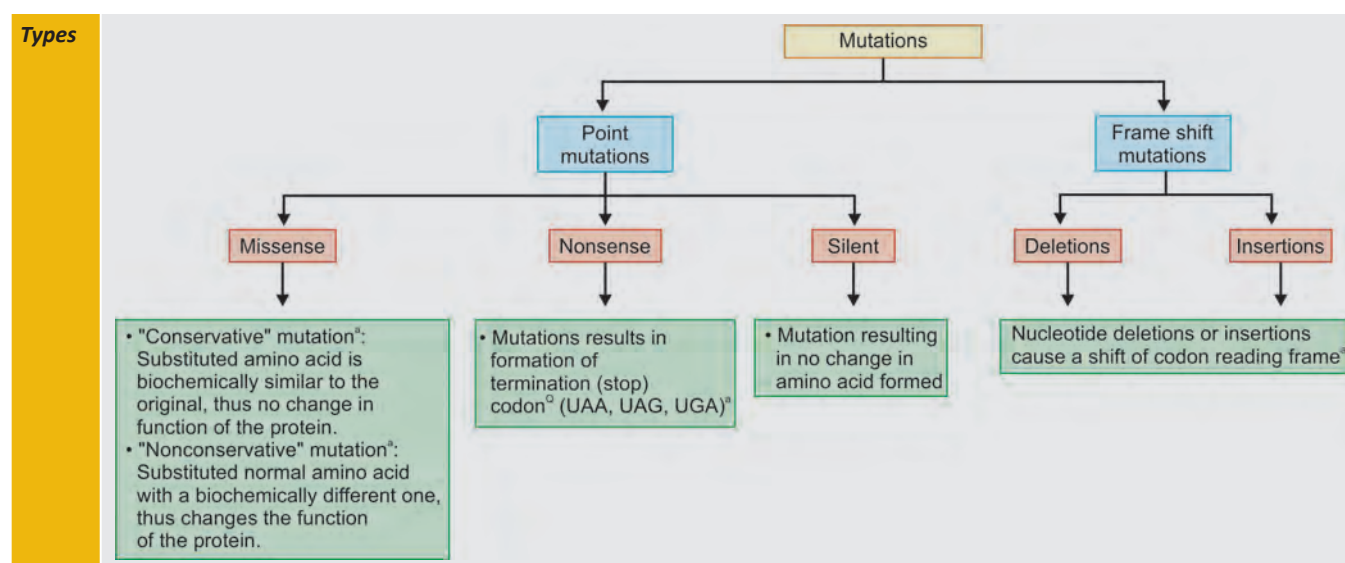 Types
Mutations
Point
mutations
Frame shift
mutations
Missense
Nonsense
Silent
Deletions
Insertions
• "Conservative" mutationᵃ:
Substituted amino acid is
biochemically similar to the
original, thus no change in
function of the protein.
• "Nonconservative" mutationᵃ:
Substituted normal amino acid
with a biochemically different one,
thus changes the function
of the protein.
• Mutations results in
formation of
termination (stop)
codonQ (UAA, UAG, UGA)ᵃ
• Mutation resulting
in no change in
amino acid formed
Nucleotide deletions or insertions
cause a shift of codon reading frameᵃ